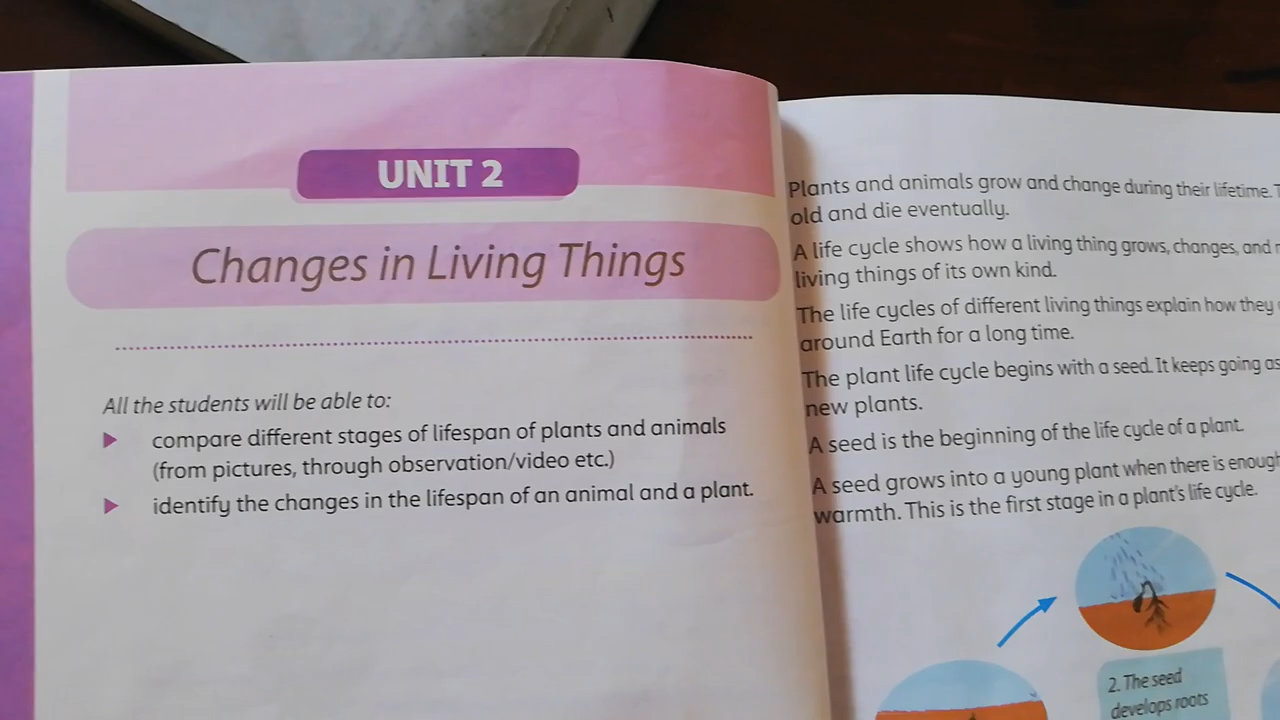 UNIT 2
Changes in Living Things
All the students will be able to:
compare different stages of lifespan of plants and animals
(from pictures, through observation/video etc.)
identify the changes in the lifespan of an animal and a plant.
Plants and animals grow and change during their lifetime.
old and die eventually.
A life cycle shows how a living thing grows, changes, and
living things of its own kind.
The life cycles of different living things explain how they
around Earth for a long time.
The plant life cycle begins with a seed. It keeps going as
new plants.
A seed is the beginning of the life cycle of a plant.
A seed grows into a young plant when there is enough
warmth. This is the first stage in a plant's life cycle.
2. The seed
develops roots